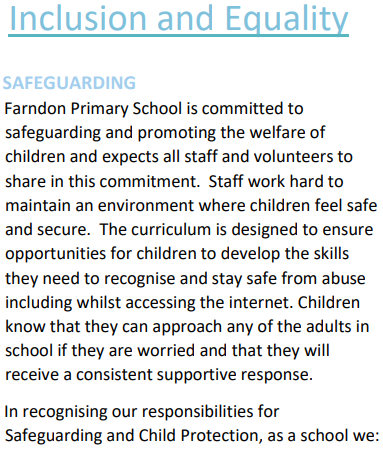 Inclusion and Equality
SAFEGUARDING
Farndon Primary School is committed to
safeguarding and promoting the welfare of
children and expects all staff and volunteers to
share in this commitment.  Staff work hard to
maintain an environment where children feel safe
and secure.  The curriculum is designed to ensure
opportunities for children to develop the skills
they need to recognise and stay safe from abuse
including whilst accessing the internet. Children
know that they can approach any of the adults in
school if they are worried and that they will
receive a consistent supportive response.
In recognising our responsibilities for
Safeguarding and Child Protection, as a school we: